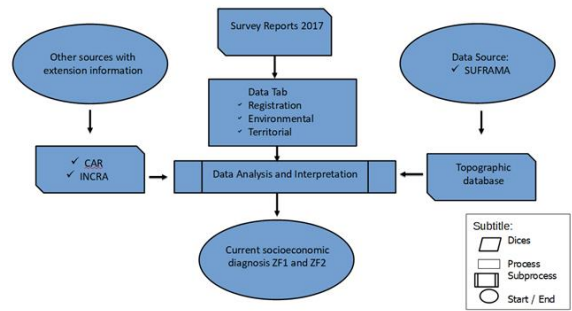 Survey Reports 2017
Other sources with
extension information
Data Source:
✓ SUFRAMA
Data Tab
✓ Registration
✓ Environmental
✓ Territorial
✓ CAR
✓ INCRA
Data Analysis and Interpretation
Topographic
database
Current socioeconomic
diagnosis ZF1 and ZF2
Subtitle:
Dices
Process
Subprocess
Start / End